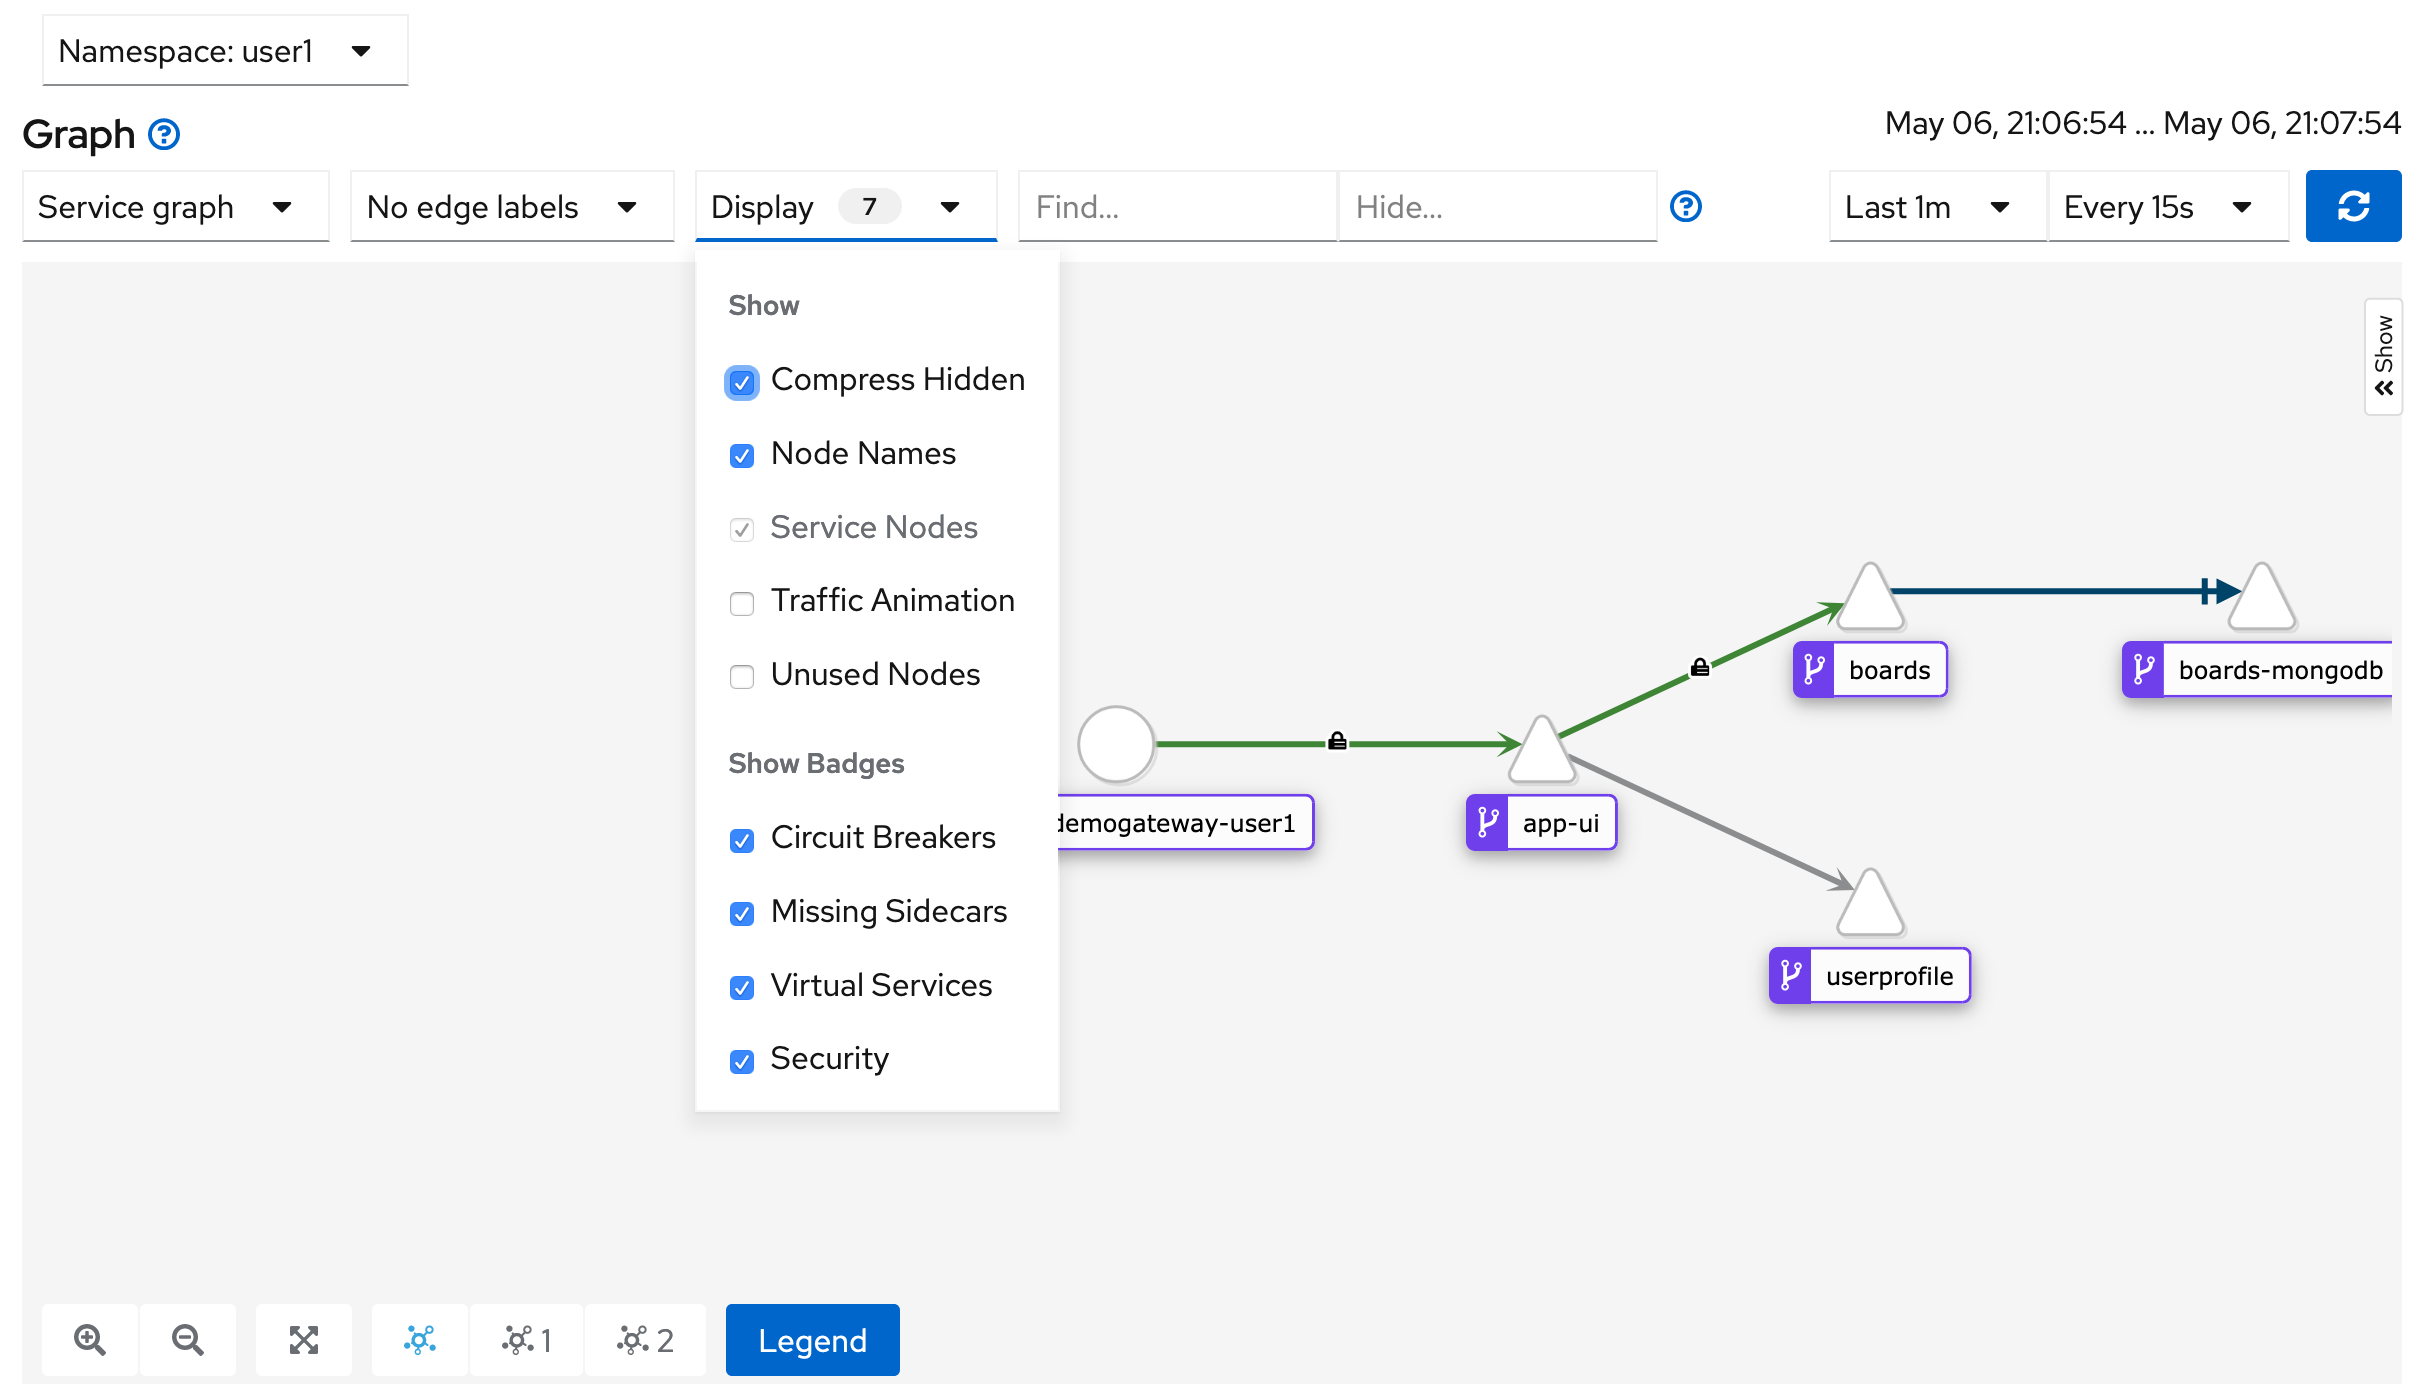 Namespace: user1
Graph
May 06, 21:06:54 ... May 06, 21:07:54
Service graph
No edge labels
Display 7
Find...
Hide...
Last 1m
Every 15s
Show
Show
Compress Hidden
Node Names
Service Nodes
Traffic Animation
Unused Nodes
Show Badges
Circuit Breakers
Missing Sidecars
Virtual Services
Security
boards
boards-mongodb
demogateway-user1
app-ui
userprofile
1
2
Legend